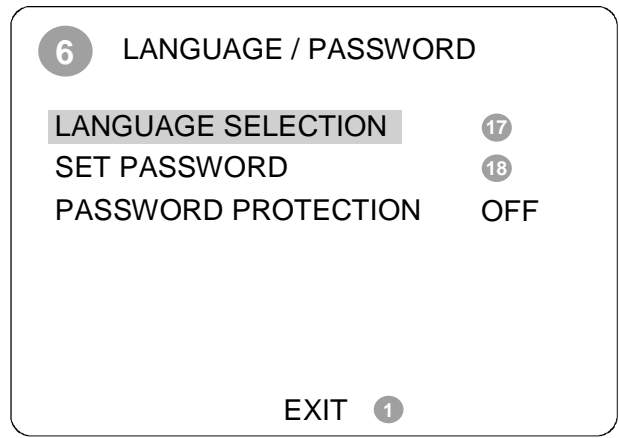 6 LANGUAGE / PASSWORD
LANGUAGE SELECTION 17
SET PASSWORD 18
PASSWORD PROTECTION OFF
EXIT 1